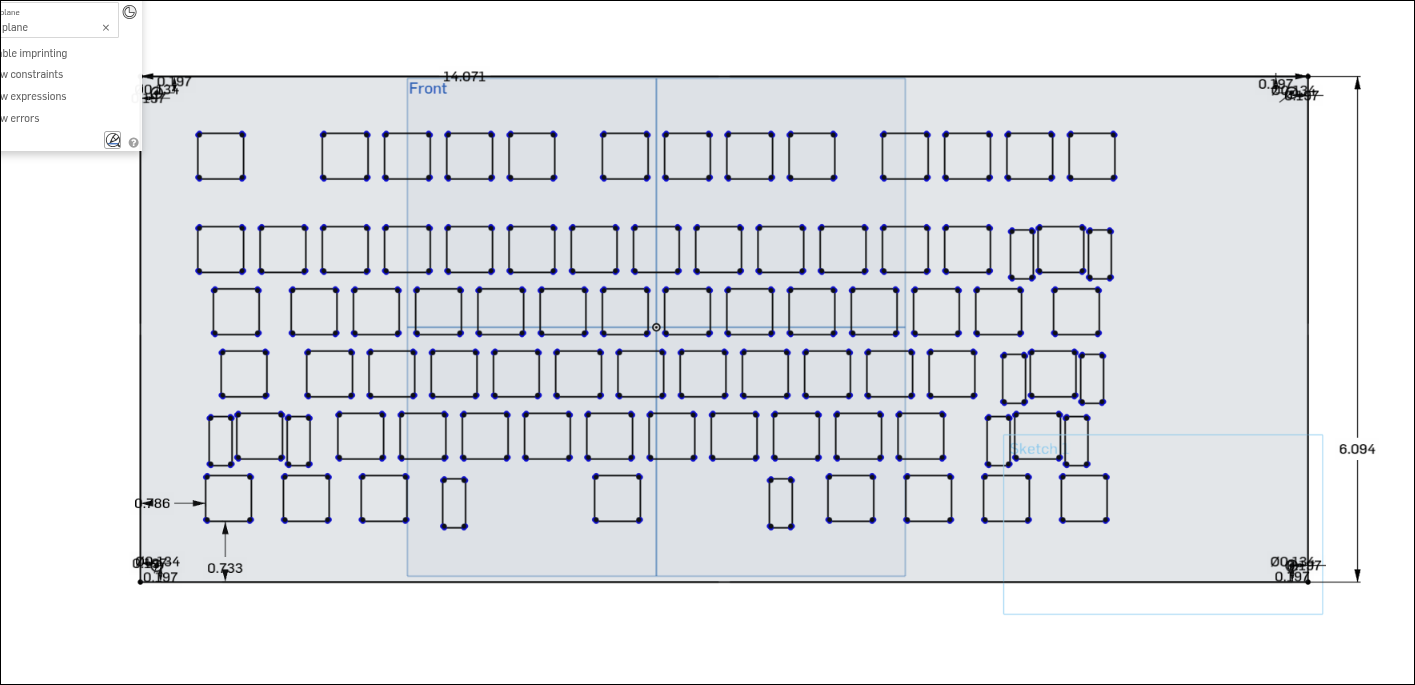 plane
plane ×
ble imprinting
w constraints
w expressions
w errors
14.071
0.197
Ø0.134
0.197
Front
0.197
Ø0.134
0.197
6.094
Sketch
0.786
0.733
Ø0.134
0.197
Ø0.134
0.197
0.197